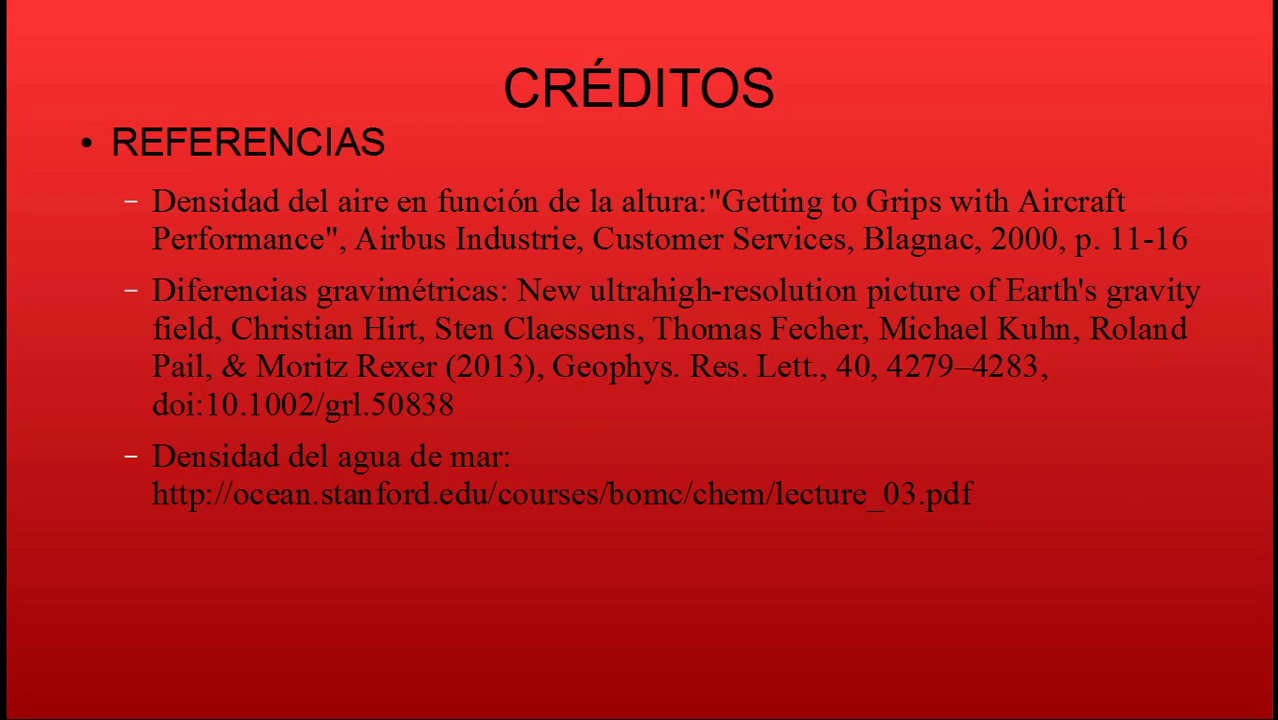 CRÉDITOS
• REFERENCIAS
– Densidad del aire en función de la altura:"Getting to Grips with Aircraft
Performance", Airbus Industrie, Customer Services, Blagnac, 2000, p. 11-16
– Diferencias gravimétricas: New ultrahigh-resolution picture of Earth's gravity
field, Christian Hirt, Sten Claessens, Thomas Fecher, Michael Kuhn, Roland
Pail, & Moritz Rexer (2013), Geophys. Res. Lett., 40, 4279–4283,
doi:10.1002/grl.50838
– Densidad del agua de mar:
http://ocean.stanford.edu/courses/bomc/chem/lecture_03.pdf